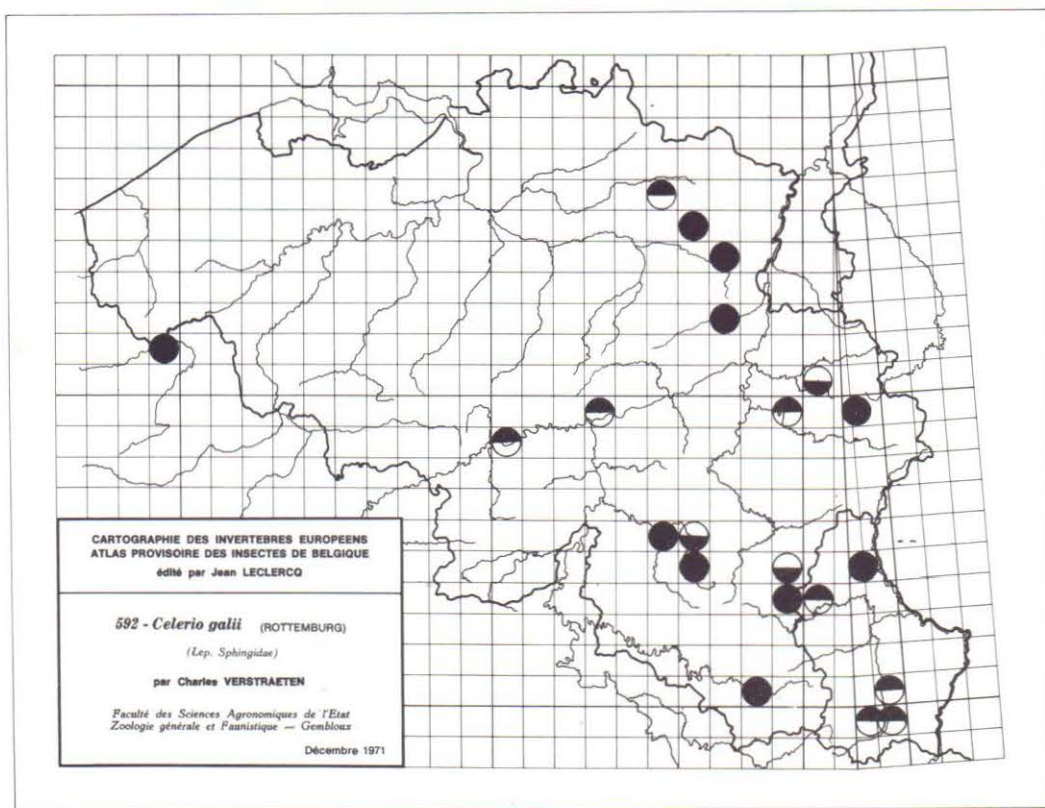 CARTOGRAPHIE DES INVERTEBRES EUROPEENS
ATLAS PROVISOIRE DES INSECTES DE BELGIQUE
édité par Jean LECLERCQ
592 - Celerio galii (ROTTEMBURG)
(Lep. Sphingidae)
par Charles VERSTRAETEN
Faculté des Sciences Agronomiques de l'Etat
Zoologie générale et Faunistique — Gembloux
Décembre 1971